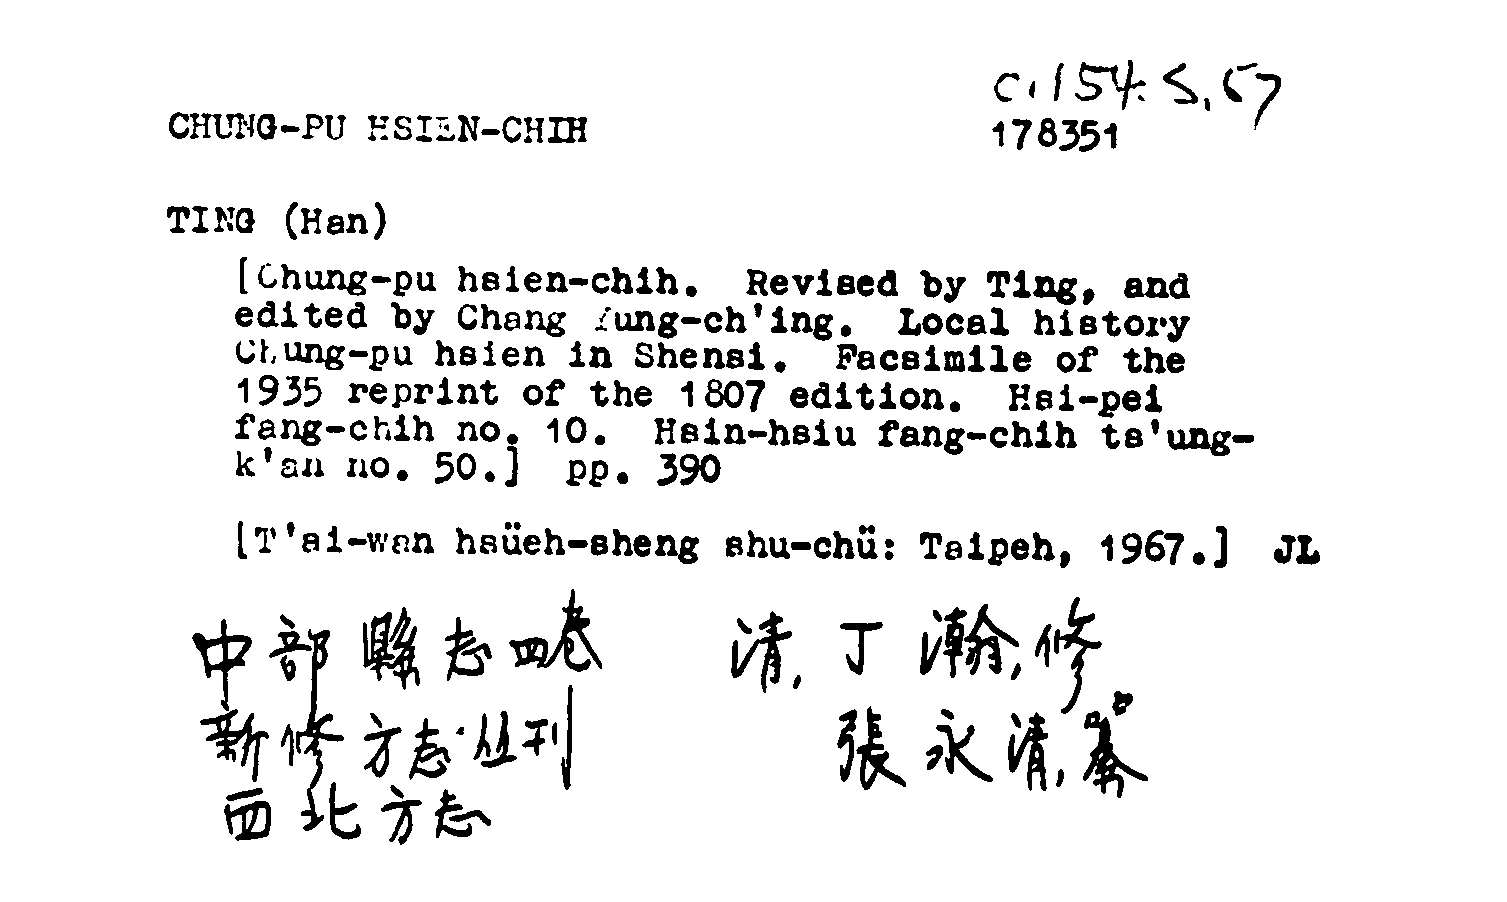 C.154.S.67
178351
CHUNG-PU HSIEN-CHIH
TING (Han)
[Chung-pu hsien-chih. Revised by Ting, and
edited by Chang Yung-ch'ing. Local history
Chung-pu hsien in Shensi. Facsimile of the
1935 reprint of the 1807 edition. Hsi-pei
fang-chih no. 10. Hsin-hsiu fang-chih ts'ung-
k'an no. 50.] pp. 390
[T'ai-wan hsüeh-sheng shu-chü: Taipeh, 1967.] JL
中部縣志四卷 清,丁瀚,修
新修方志丛刊 張永清,纂
西北方志